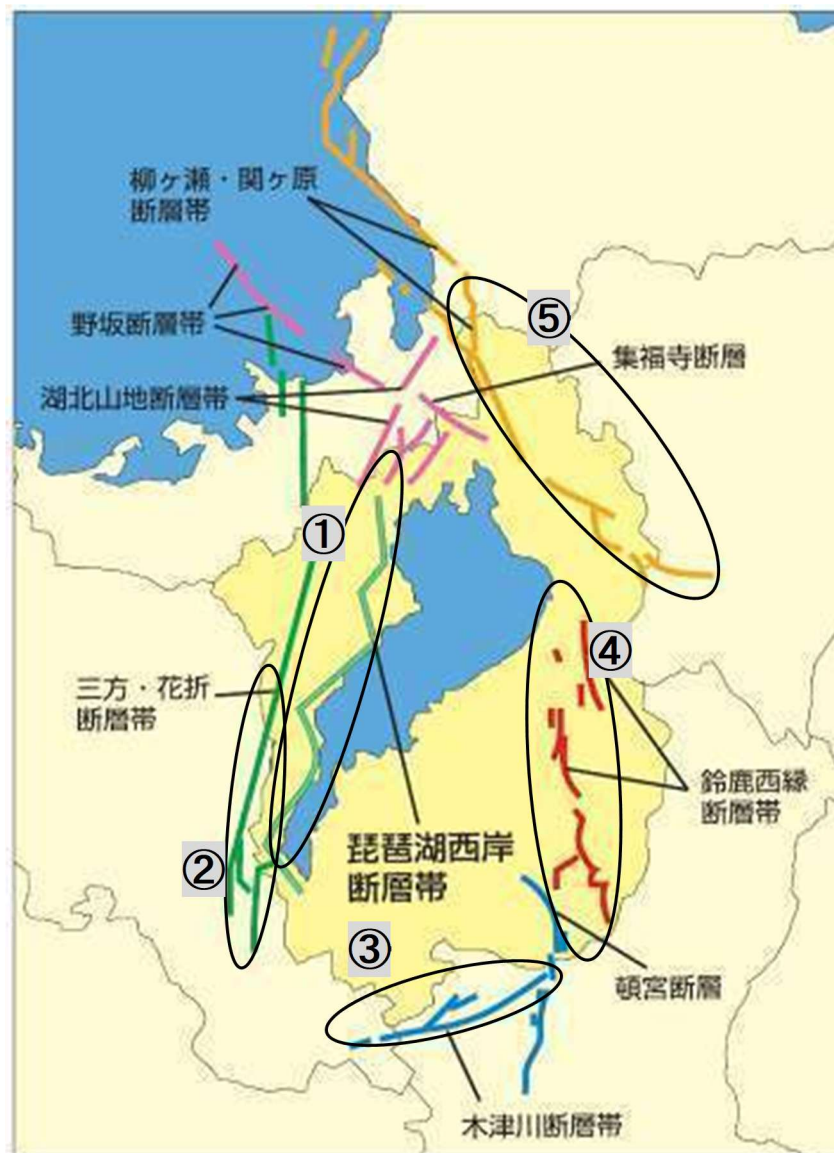 柳ヶ瀬・関ヶ原
断層帯
⑤
野坂断層帯
集福寺断層
湖北山地断層帯
①
④
三方・花折
断層帯
鈴鹿西縁
断層帯
琵琶湖西岸
断層帯
②
③
頓宮断層
木津川断層帯